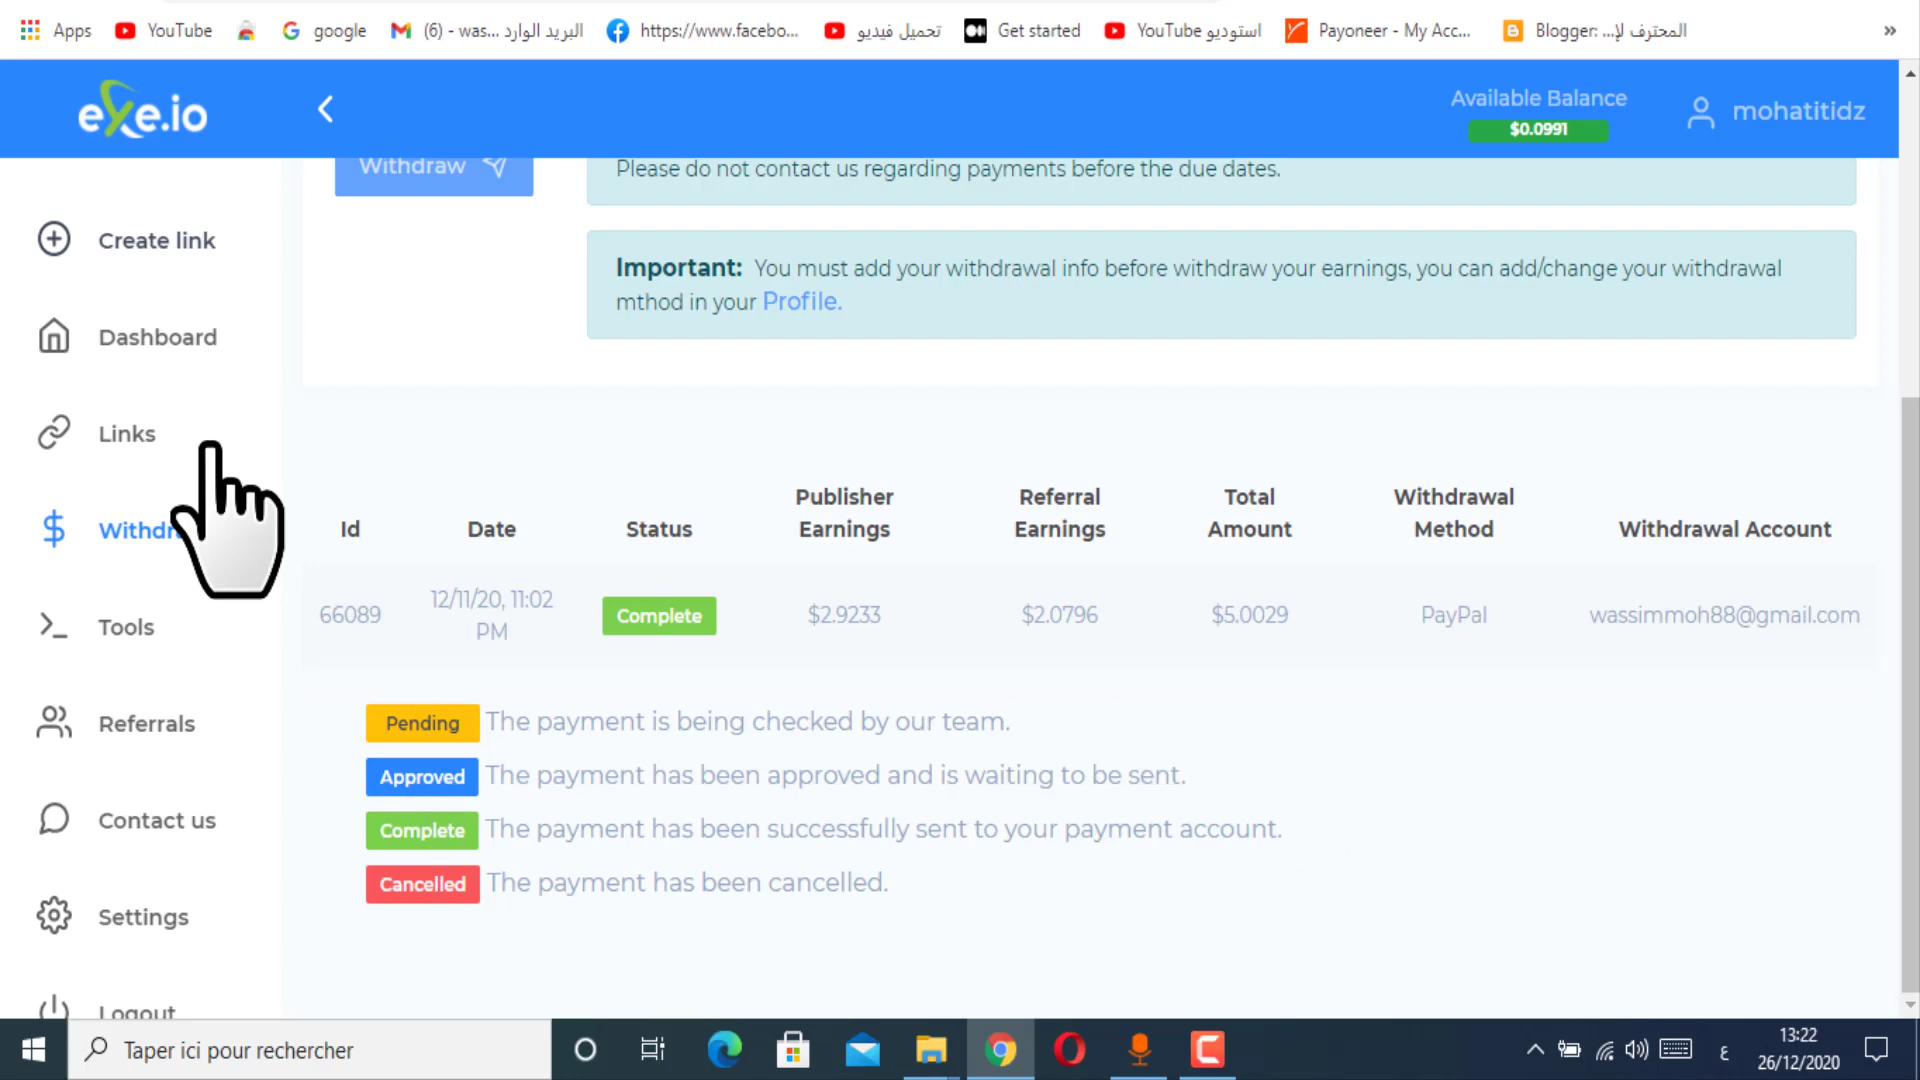 Apps YouTube google (6) - was... البريد الوارد https://www.facebo... تحميل فيديو Get started YouTube استوديو Payoneer - My Acc... Blogger: ...المحترف لإ »
exe.io
Available Balance
$0.0991
mohatitidz
Withdraw
Please do not contact us regarding payments before the due dates.
Important: You must add your withdrawal info before withdraw your earnings, you can add/change your withdrawal
mthod in your Profile.
Create link
Dashboard
Links
Withdr
Tools
Referrals
Contact us
Settings
Logout
Id Date Status Publisher Earnings Referral Earnings Total Amount Withdrawal Method Withdrawal Account
66089 12/11/20, 11:02 PM Complete $2.9233 $2.0796 $5.0029 PayPal wassimmoh88@gmail.com
Pending The payment is being checked by our team.
Approved The payment has been approved and is waiting to be sent.
Complete The payment has been successfully sent to your payment account.
Cancelled The payment has been cancelled.
Taper ici pour rechercher
ع
13:22
26/12/2020